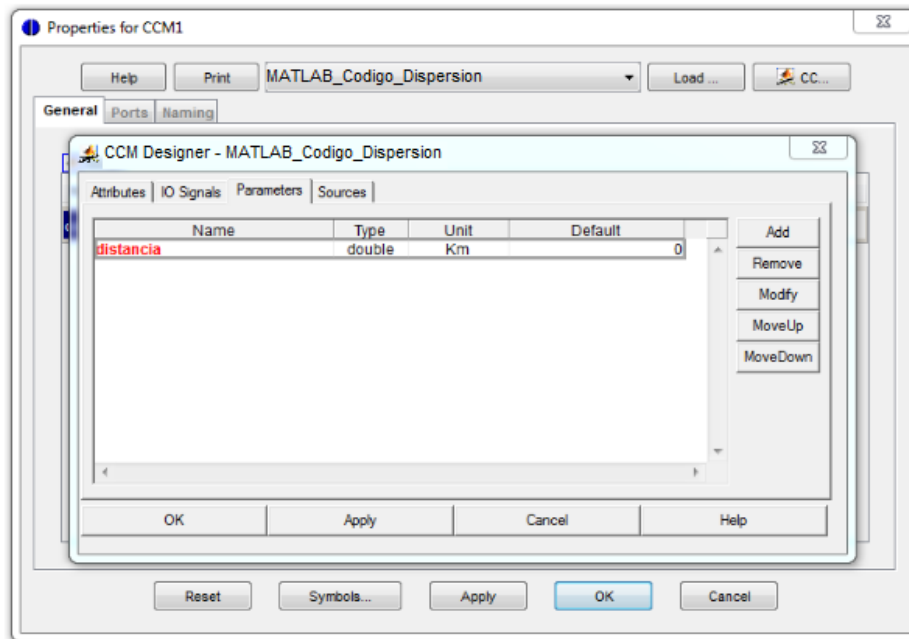 Properties for CCM1
Help Print MATLAB_Codigo_Dispersion Load ... CC...
General Ports Naming
CCM Designer - MATLAB_Codigo_Dispersion
Attributes IO Signals Parameters Sources
Name Type Unit Default
distancia double Km 0
Add
Remove
Modify
MoveUp
MoveDown
OK Apply Cancel Help
Reset Symbols... Apply OK Cancel